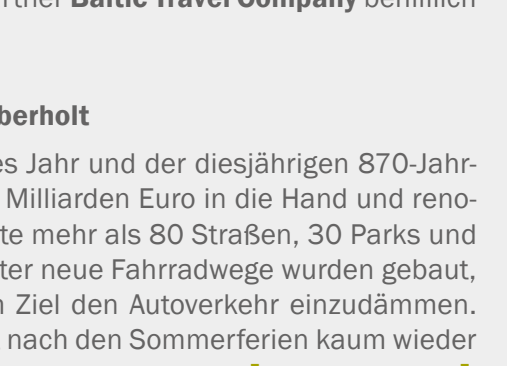 Baltic Travel Company behilflich
es Jahr und der diesjährigen 870-Jahr-
Milliarden Euro in die Hand und reno-
te mehr als 80 Straßen, 30 Parks und
ter neue Fahrradwege wurden gebaut,
Ziel den Autoverkehr einzudämmen.
nach den Sommerferien kaum wieder